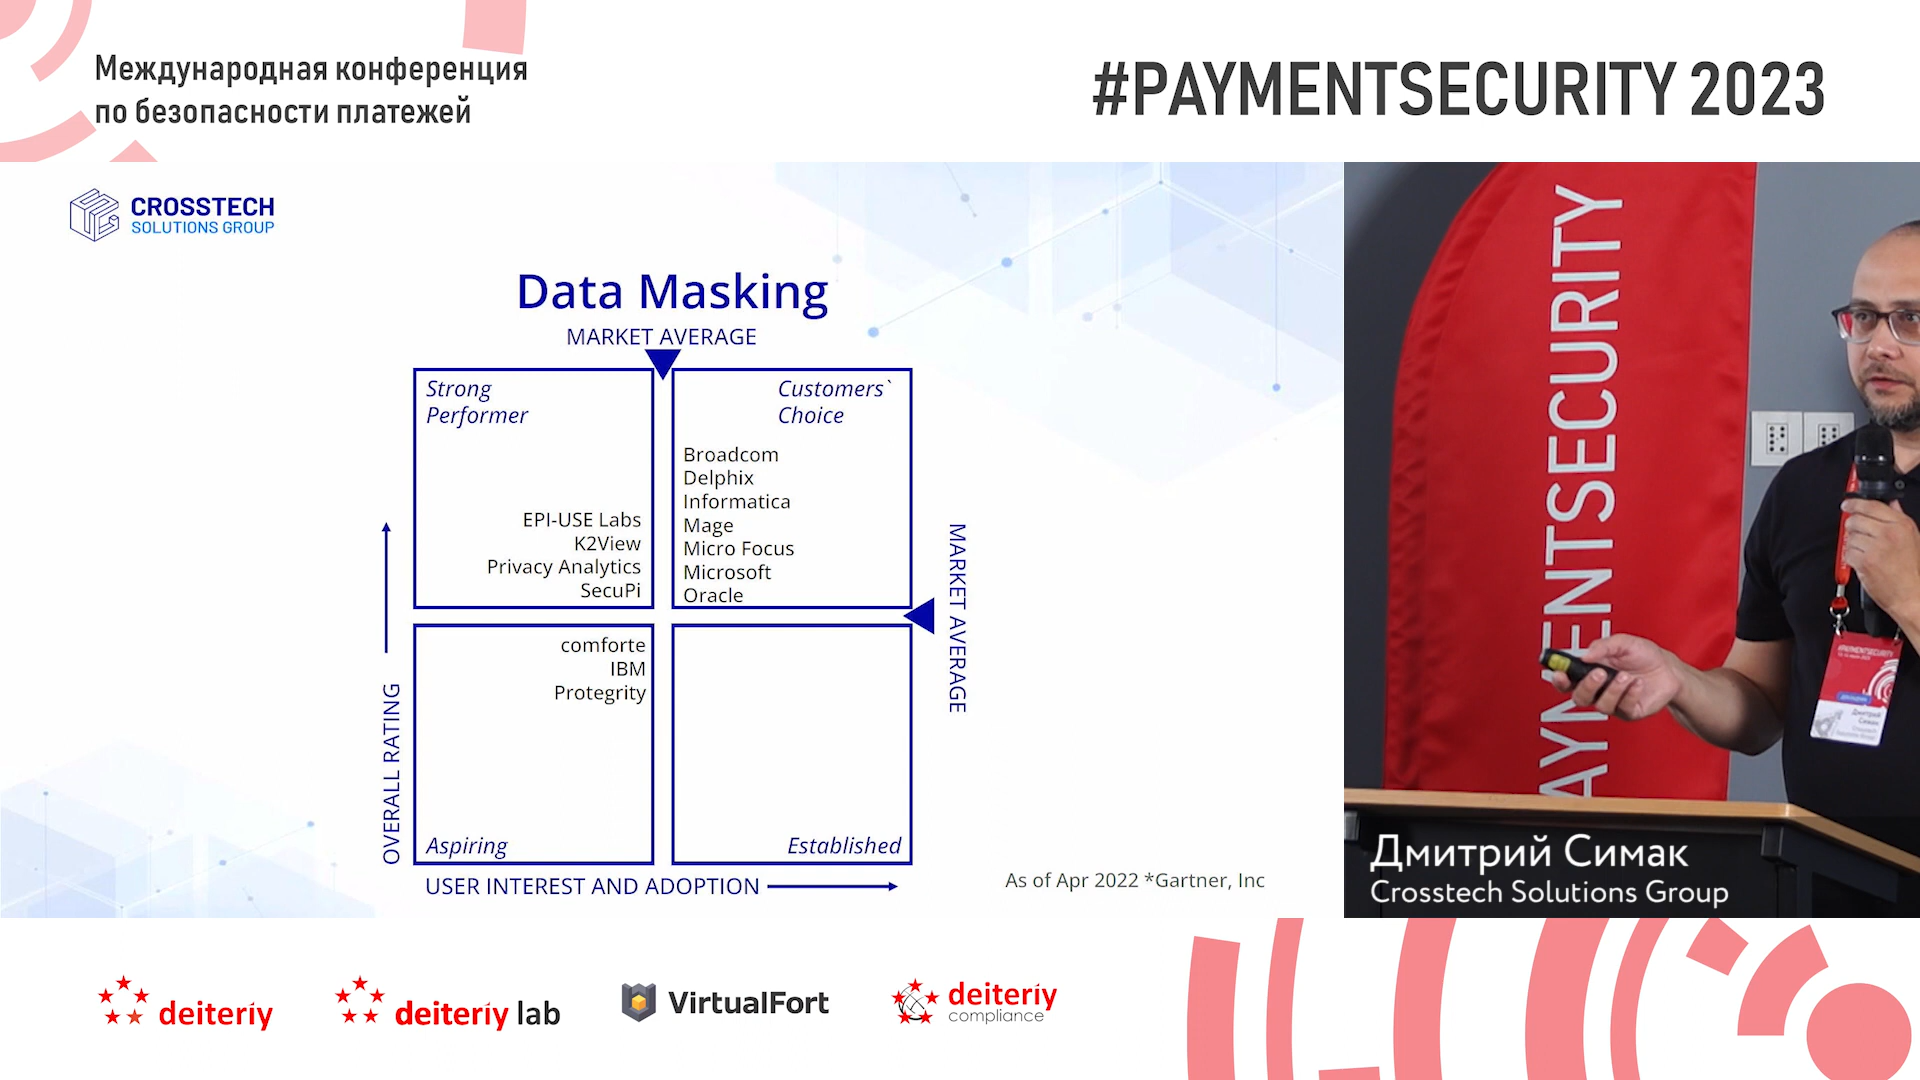 Международная конференция
по безопасности платежей
#PAYMENTSECURITY 2023
CROSSTECH
SOLUTIONS GROUP
Data Masking
MARKET AVERAGE
Strong
Performer
EPI-USE Labs
K2View
Privacy Analytics
SecuPi
Customers`
Choice
Broadcom
Delphix
Informatica
Mage
Micro Focus
Microsoft
Oracle
MARKET AVERAGE
comforte
IBM
Protegrity
Aspiring
Established
OVERALL RATING
USER INTEREST AND ADOPTION
As of Apr 2022 *Gartner, Inc
AYMENTSECURITY
Дмитрий
Симак
Дмитрий Симак
Crosstech Solutions Group
deiteriy
deiteriy lab
VirtualFort
deiteriy
compliance